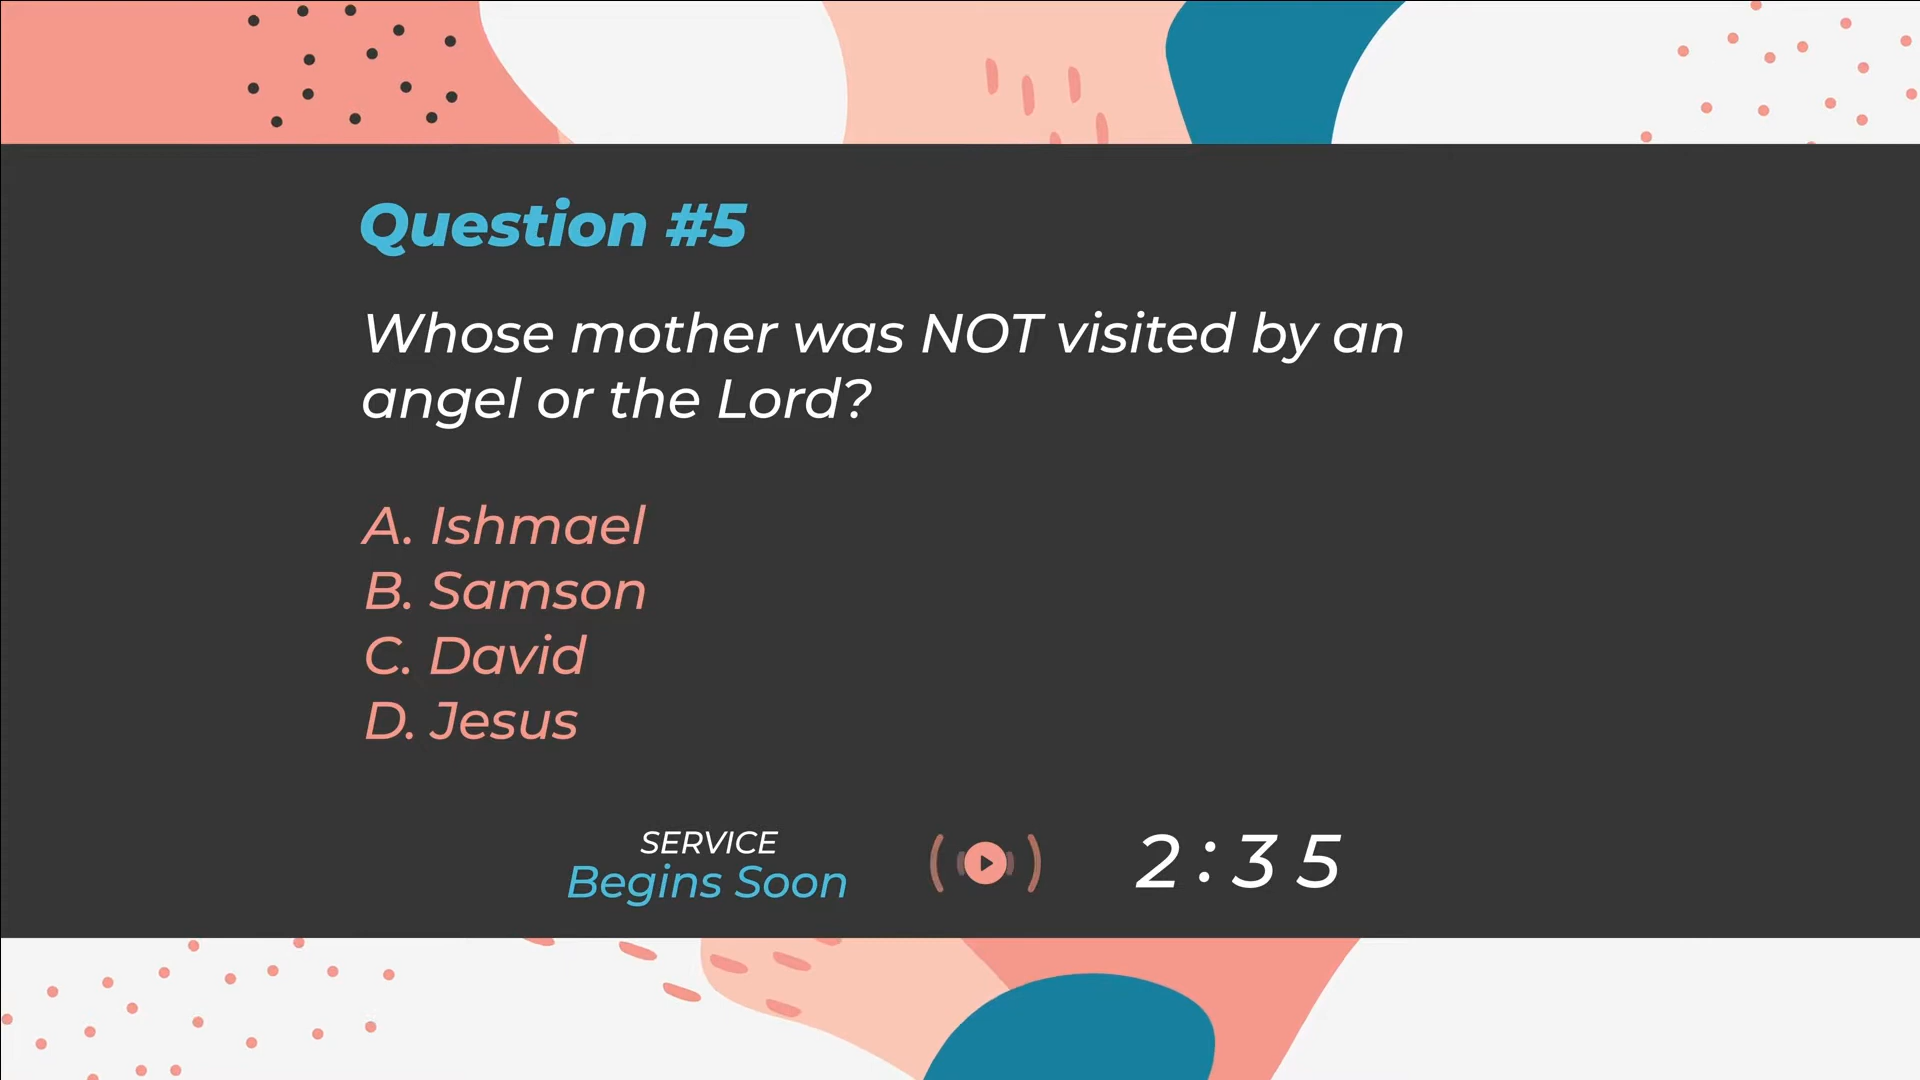 Question #5
Whose mother was NOT visited by an
angel or the Lord?
A. Ishmael
B. Samson
C. David
D. Jesus
SERVICE
Begins Soon
2:35